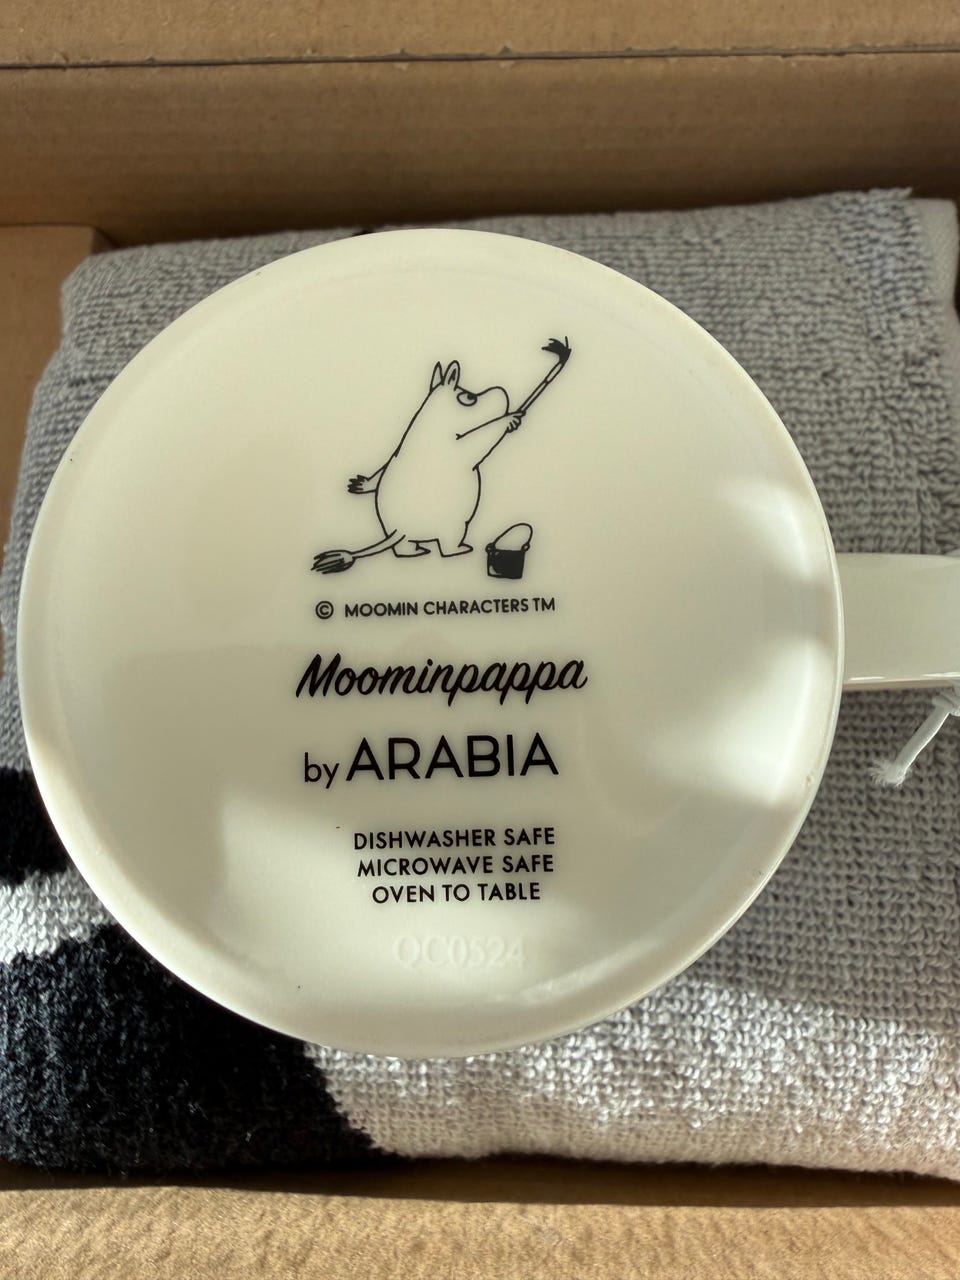 © MOOMIN CHARACTERS TM
Moominpappa
by ARABIA
DISHWASHER SAFE
MICROWAVE SAFE
OVEN TO TABLE
QC0524